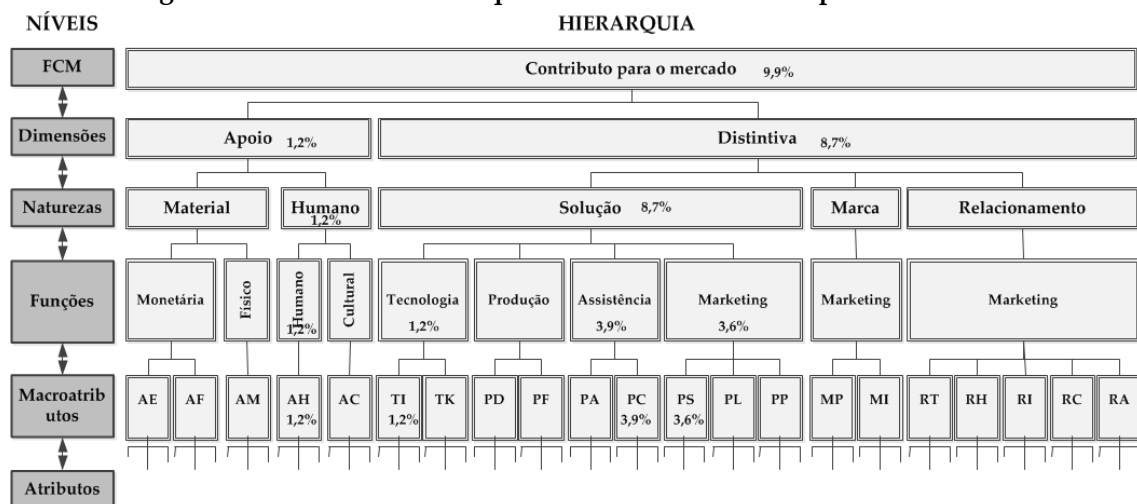 NÍVEIS
HIERARQUIA
FCM
Contributo para o mercado 9,9%
Dimensões
Apoio 1,2%
Distintiva 8,7%
Naturezas
Material
Humano
1,2%
Solução 8,7%
Marca
Relacionamento
Funções
Monetária
Físico
Humano
1,2%
Cultural
Tecnologia
1,2%
Produção
Assistência
3,9%
Marketing
3,6%
Marketing
Marketing
Macroatrib
utos
AE
AF
AM
AH
1,2%
AC
TI
1,2%
TK
PD
PF
PA
PC
3,9%
PS
3,6%
PL
PP
MP
MI
RT
RH
RI
RC
RA
Atributos